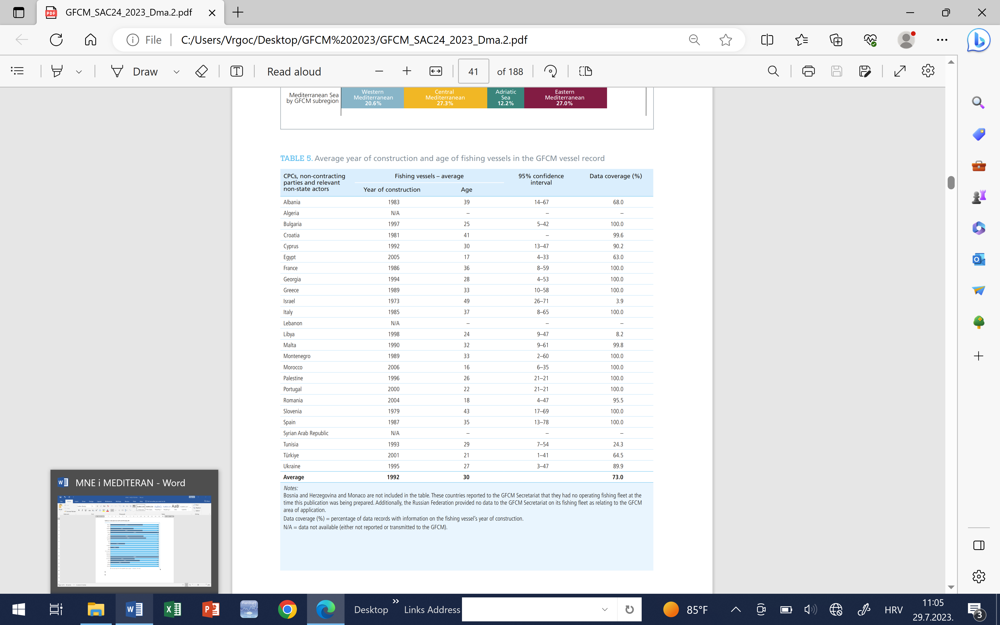 GFCM_SAC24_2023_Dma.2.pdf
File C:/Users/Vrgoc/Desktop/GFCM%202023/GFCM_SAC24_2023_Dma.2.pdf
Draw T Read aloud 41 of 188
Mediterranean Sea
by GFCM subregion
Western
Mediterranean
20.6%
Central
Mediterranean
27.3%
Adriatic
Sea
12.2%
Eastern
Mediterranean
27.0%
TABLE 5. Average year of construction and age of fishing vessels in the GFCM vessel record
CPCs, non-contracting
parties and relevant
non-state actors
Fishing vessels – average
Year of construction Age
95% confidence
interval
Data coverage (%)
Albania 1983 39 14–67 68.0
Algeria N/A – – –
Bulgaria 1997 25 5–42 100.0
Croatia 1981 41 – 99.6
Cyprus 1992 30 13–47 90.2
Egypt 2005 17 4–33 63.0
France 1986 36 8–59 100.0
Georgia 1994 28 4–53 100.0
Greece 1989 33 10–58 100.0
Israel 1973 49 26–71 3.9
Italy 1985 37 8–65 100.0
Lebanon N/A – – –
Libya 1998 24 9–47 8.2
Malta 1990 32 9–61 99.8
Montenegro 1989 33 2–60 100.0
Morocco 2006 16 6–35 100.0
Palestine 1996 26 21–21 100.0
Portugal 2000 22 21–21 100.0
Romania 2004 18 4–47 95.5
Slovenia 1979 43 17–69 100.0
Spain 1987 35 13–78 100.0
Syrian Arab Republic N/A – – –
Tunisia 1993 29 7–54 24.3
Türkiye 2001 21 1–41 64.5
Ukraine 1995 27 3–47 89.9
Average 1992 30 73.0
Notes:
Bosnia and Herzegovina and Monaco are not included in the table. These countries reported to the GFCM Secretariat that they had no operating fishing fleet at the
time this publication was being prepared. Additionally, the Russian Federation provided no data to the GFCM Secretariat on its fishing fleet as relating to the GFCM
area of application.
Data coverage (%) = percentage of data records with information on the fishing vessel's year of construction.
N/A = data not available (either not reported or transmitted to the GFCM).
MNE i MEDITERAN - Word
Desktop » Links Address 85°F HRV
11:05
29.7.2023.
3